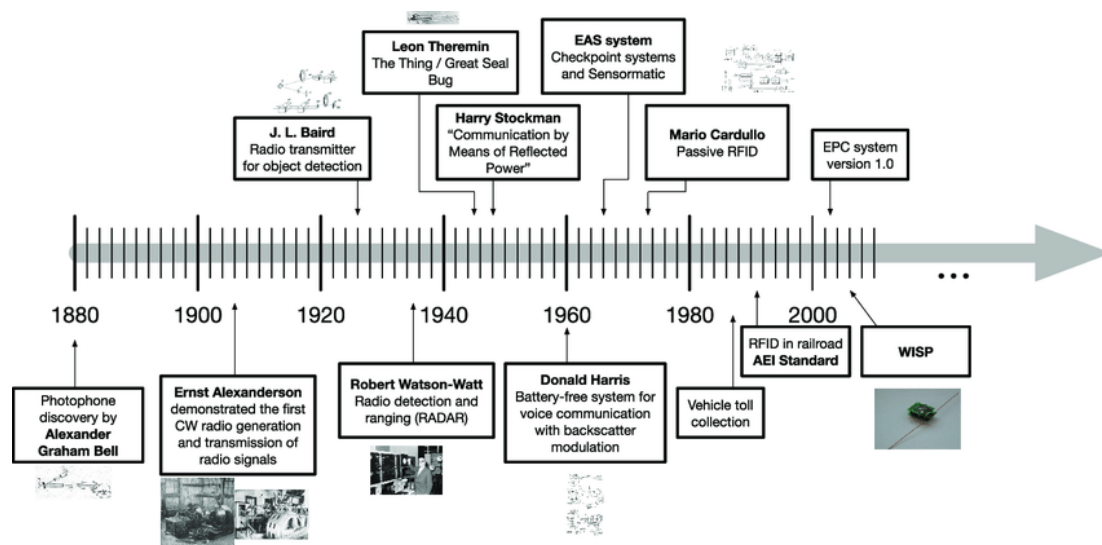 Leon Theremin
The Thing / Great Seal
Bug
EAS system
Checkpoint systems
and Sensormatic
J. L. Baird
Radio transmitter
for object detection
Harry Stockman
“Communication by
Means of Reflected
Power”
Mario Cardullo
Passive RFID
EPC system
version 1.0
...
1880
1900
1920
1940
1960
1980
2000
Photophone
discovery by
Alexander
Graham Bell
Ernst Alexanderson
demonstrated the first
CW radio generation
and transmission of
radio signals
Robert Watson-Watt
Radio detection and
ranging (RADAR)
Donald Harris
Battery-free system for
voice communication
with backscatter
modulation
Vehicle toll
collection
RFID in railroad
AEI Standard
WISP